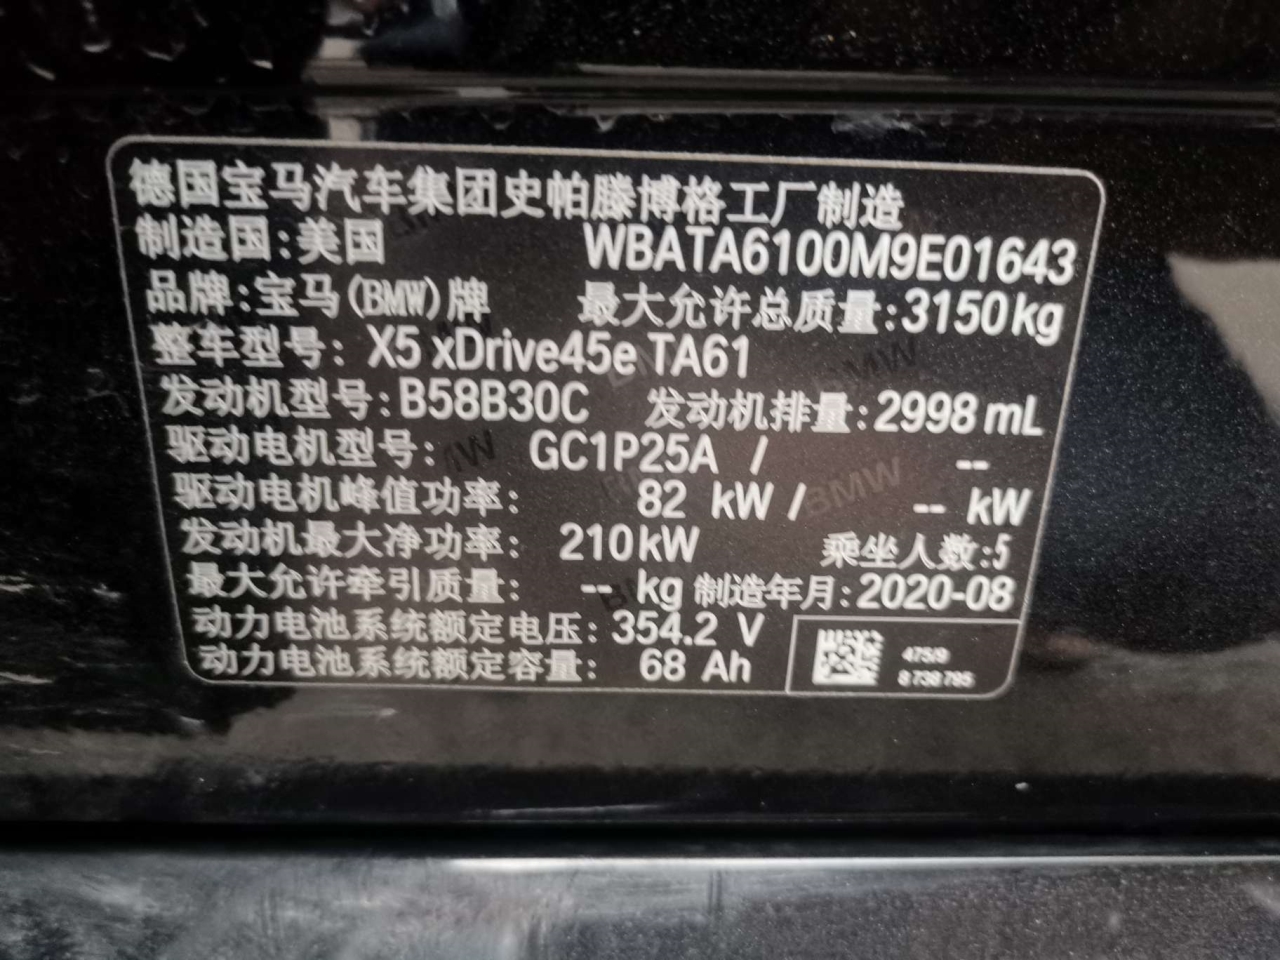 德国宝马汽车集团史帕滕博格工厂制造
制造国:美国 WBATA6100M9E01643
品牌:宝马(BMW)牌 最大允许总质量:3150kg
整车型号: X5 xDrive45e TA61
发动机型号:B58B30C 发动机排量:2998 mL
驱动电机型号: GC1P25A / --
驱动电机峰值功率: 82 kW / -- kW
发动机最大净功率: 210kW 乘坐人数:5
最大允许牵引质量: -- kg 制造年月:2020-08
动力电池系统额定电压:354.2 V
动力电池系统额定容量: 68 Ah
8738785
BMW